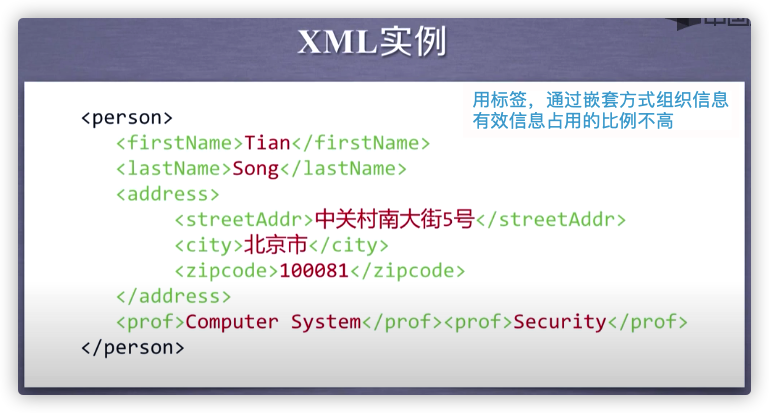 XML实例
用标签，通过嵌套方式组织信息
有效信息占用的比例不高
<person>
<firstName>Tian</firstName>
<lastName>Song</lastName>
<address>
<streetAddr>中关村南大街5号</streetAddr>
<city>北京市</city>
<zipcode>100081</zipcode>
</address>
<prof>Computer System</prof><prof>Security</prof>
</person>